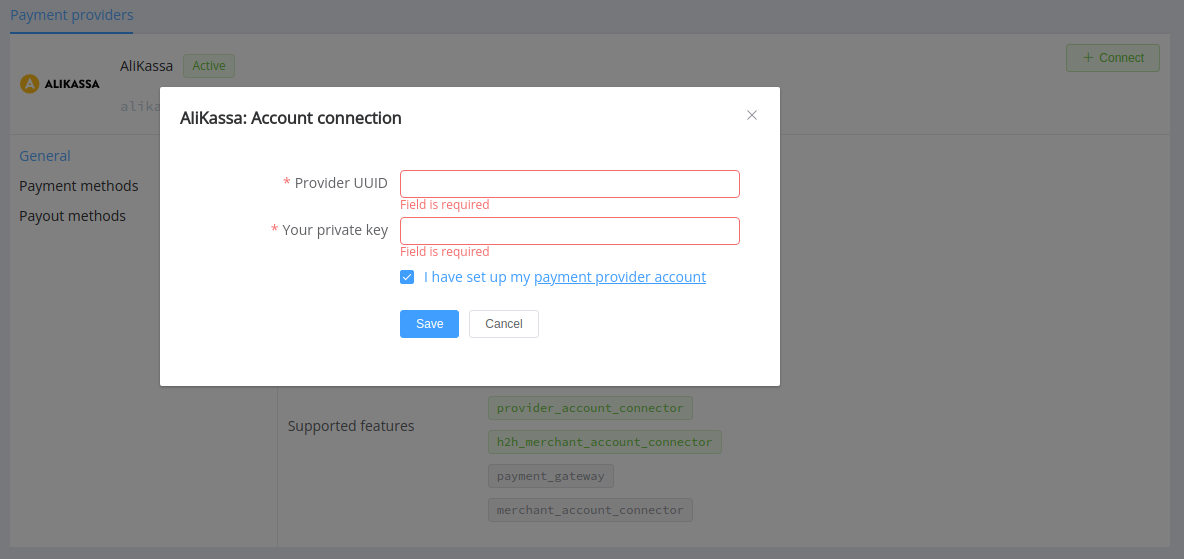 Payment providers
AliKassa Active
+ Connect
A ALIKASSA
alika
AliKassa: Account connection
General
Payment methods
Payout methods
* Provider UUID
Field is required
* Your private key
Field is required
I have set up my payment provider account
Save Cancel
Supported features
provider_account_connector
h2h_merchant_account_connector
payment_gateway
merchant_account_connector